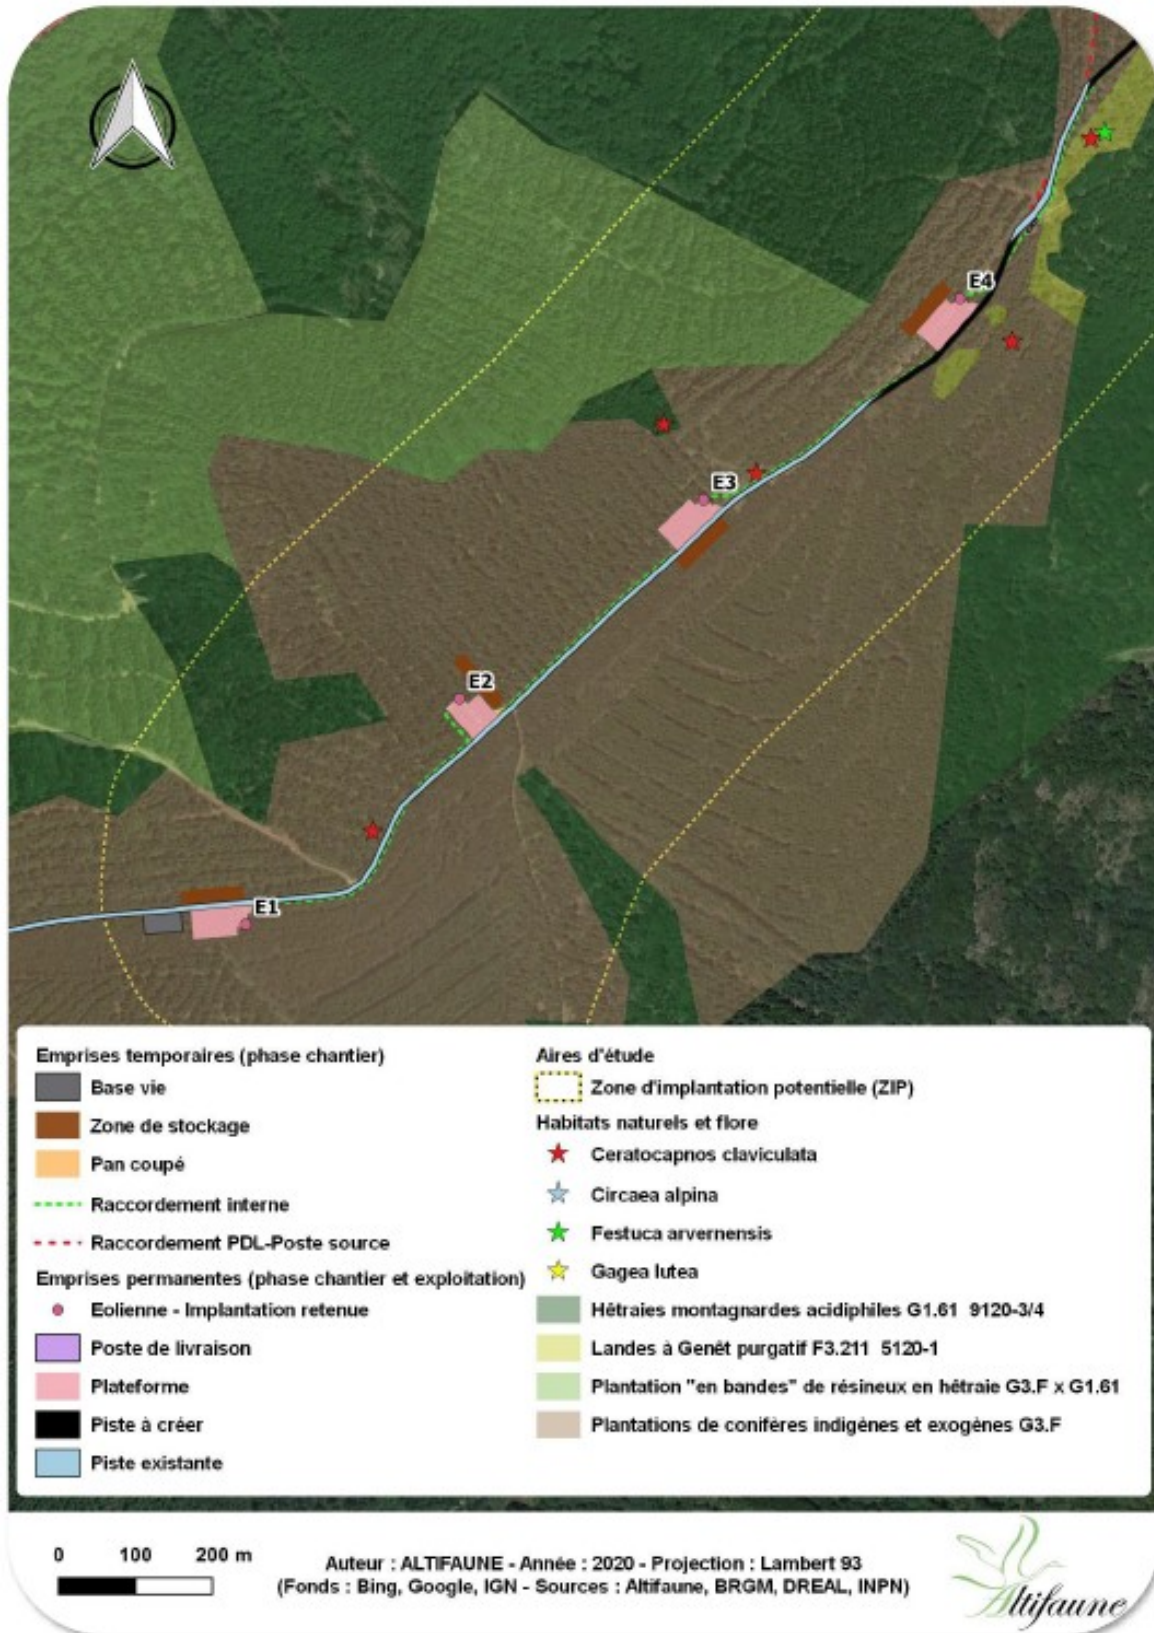 E4
E3
E2
E1
Emprises temporaires (phase chantier)
Base vie
Zone de stockage
Pan coupé
Raccordement interne
Raccordement PDL-Poste source
Emprises permanentes (phase chantier et exploitation)
Eolienne - Implantation retenue
Poste de livraison
Plateforme
Piste à créer
Piste existante
Aires d'étude
Zone d'implantation potentielle (ZIP)
Habitats naturels et flore
Ceratocapnos claviculata
Circaea alpina
Festuca arvernensis
Gagea lutea
Hêtraies montagnardes acidiphiles G1.61 9120-3/4
Landes à Genêt purgatif F3.211 5120-1
Plantation "en bandes" de résineux en hêtraie G3.F x G1.61
Plantations de conifères indigènes et exogènes G3.F
0 100 200 m
Auteur : ALTIFAUNE - Année : 2020 - Projection : Lambert 93
(Fonds : Bing, Google, IGN - Sources : Altifaune, BRGM, DREAL, INPN)
Altifaune